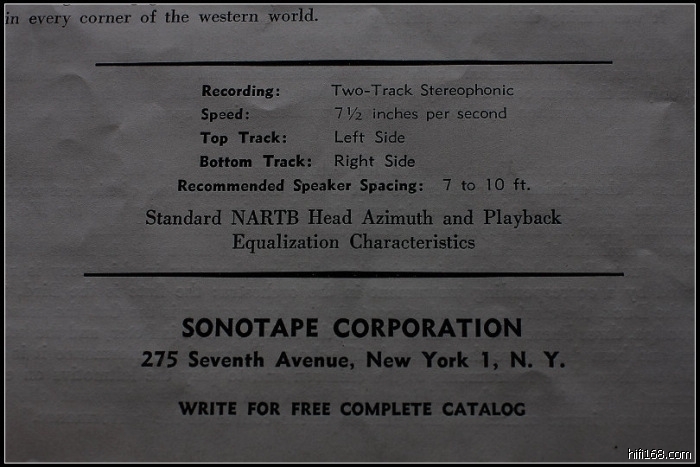 in every corner of the western world.
Recording: Two-Track Stereophonic
Speed: 7½ inches per second
Top Track: Left Side
Bottom Track: Right Side
Recommended Speaker Spacing: 7 to 10 ft.
Standard NARTB Head Azimuth and Playback
Equalization Characteristics
SONOTAPE CORPORATION
275 Seventh Avenue, New York 1, N. Y.
WRITE FOR FREE COMPLETE CATALOG
hifi168.com